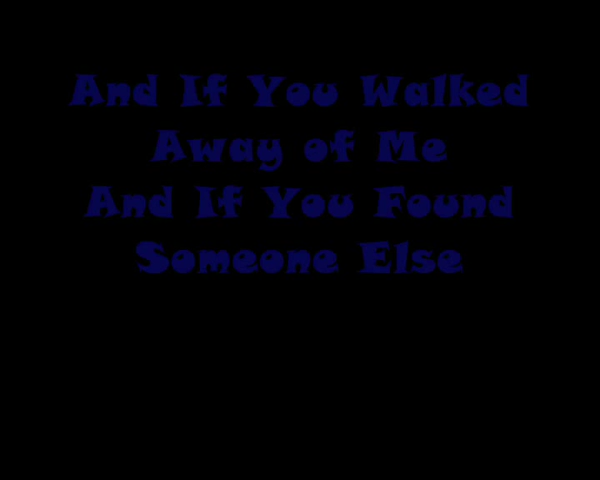 And If You Walked
Away of Me
And If You Found
Someone Else